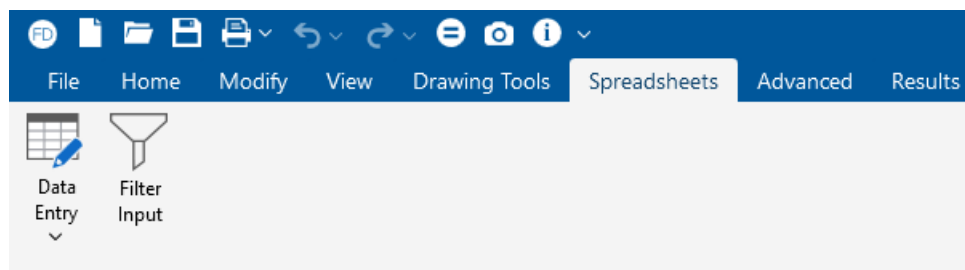 FD
File Home Modify View Drawing Tools Spreadsheets Advanced Results
Data Filter
Entry Input